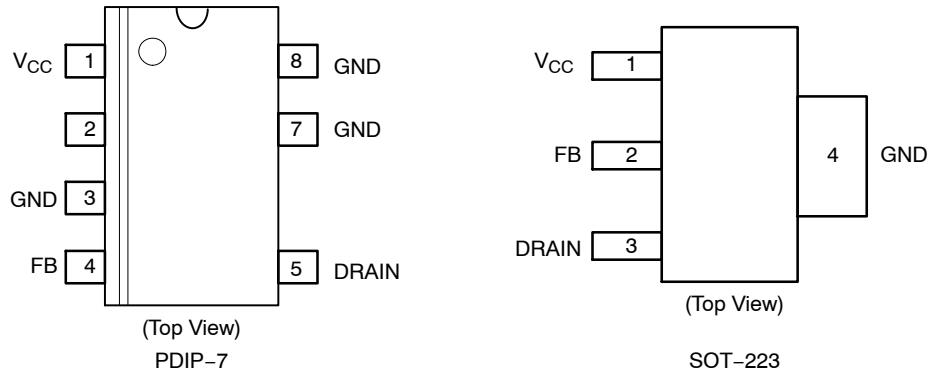 VCC 1 8 GND
2 7 GND
GND 3
FB 4 5 DRAIN
(Top View)
PDIP−7
VCC 1
FB 2 4 GND
DRAIN 3
(Top View)
SOT−223